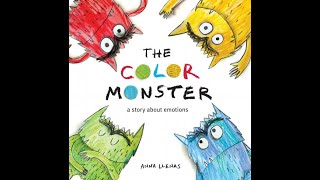 THE
COLOR
MONSTER
a story about emotions
ANNA LLENAS